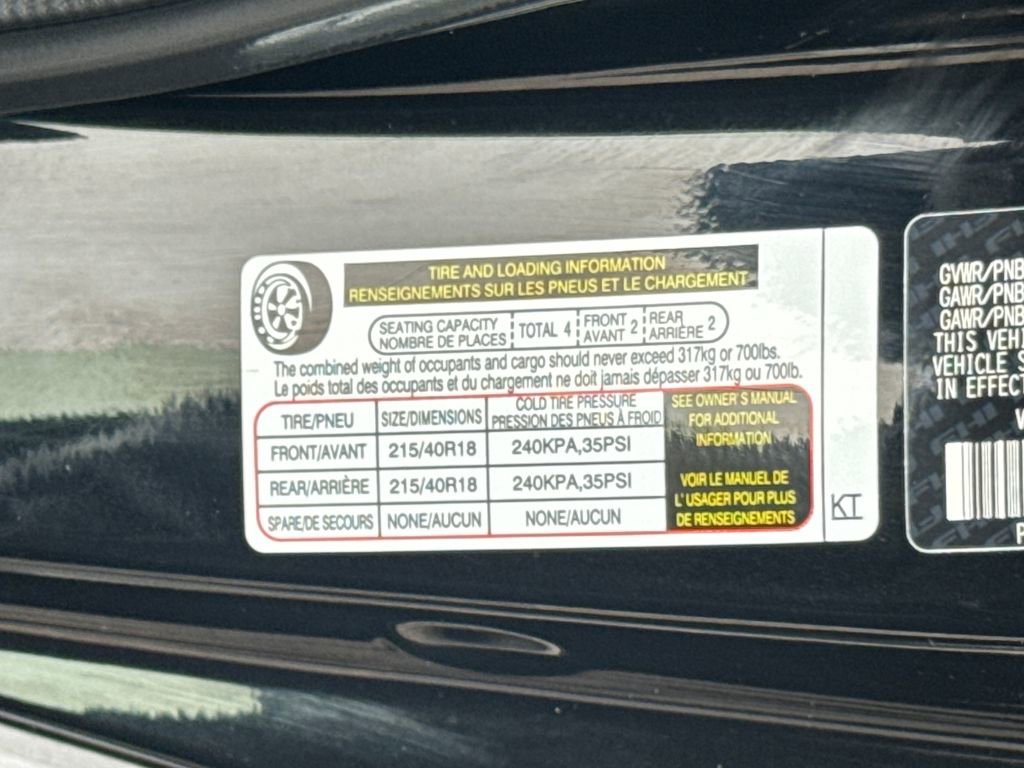 TIRE AND LOADING INFORMATION
RENSEIGNEMENTS SUR LES PNEUS ET LE CHARGEMENT
SEATING CAPACITY
NOMBRE DE PLACES
TOTAL 4
FRONT
AVANT 2
REAR
ARRIÈRE 2
The combined weight of occupants and cargo should never exceed 317kg or 700lbs.
Le poids total des occupants et du chargement ne doit jamais dépasser 317kg ou 700lb.
TIRE/PNEU SIZE/DIMENSIONS COLD TIRE PRESSURE
PRESSION DES PNEUS À FROID
FRONT/AVANT 215/40R18 240KPA,35PSI
REAR/ARRIÈRE 215/40R18 240KPA,35PSI
SPARE/DE SECOURS NONE/AUCUN NONE/AUCUN
SEE OWNER'S MANUAL
FOR ADDITIONAL
INFORMATION
VOIR LE MANUEL DE
L'USAGER POUR PLUS
DE RENSEIGNEMENTS
KT
GVWR/PNB
GAWR/PNB
GAWR/PNB
THIS VEHI
VEHICLE S
IN EFFECT